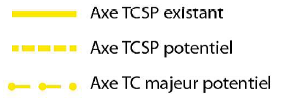 Axe TCSP existant
Axe TCSP potentiel
Axe TC majeur potentiel